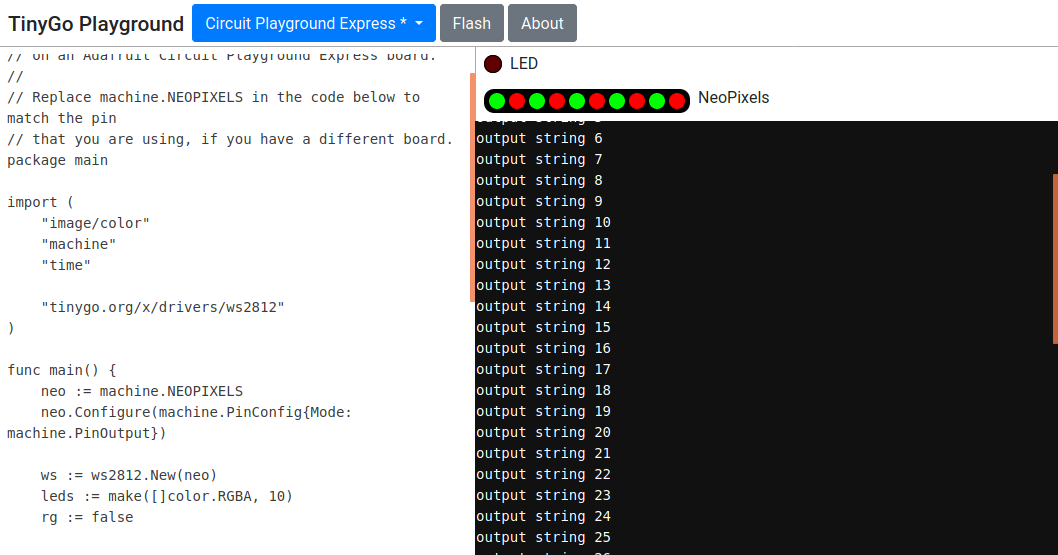 TinyGo Playground
Circuit Playground Express *
Flash
About
// on an Adafruit Circuit Playground Express board.
//
// Replace machine.NEOPIXELS in the code below to
match the pin
// that you are using, if you have a different board.
package main
import (
"image/color"
"machine"
"time"
"tinygo.org/x/drivers/ws2812"
)
func main() {
neo := machine.NEOPIXELS
neo.Configure(machine.PinConfig{Mode:
machine.PinOutput})
ws := ws2812.New(neo)
leds := make([]color.RGBA, 10)
rg := false
LED
NeoPixels
output string 5
output string 6
output string 7
output string 8
output string 9
output string 10
output string 11
output string 12
output string 13
output string 14
output string 15
output string 16
output string 17
output string 18
output string 19
output string 20
output string 21
output string 22
output string 23
output string 24
output string 25
output string 26